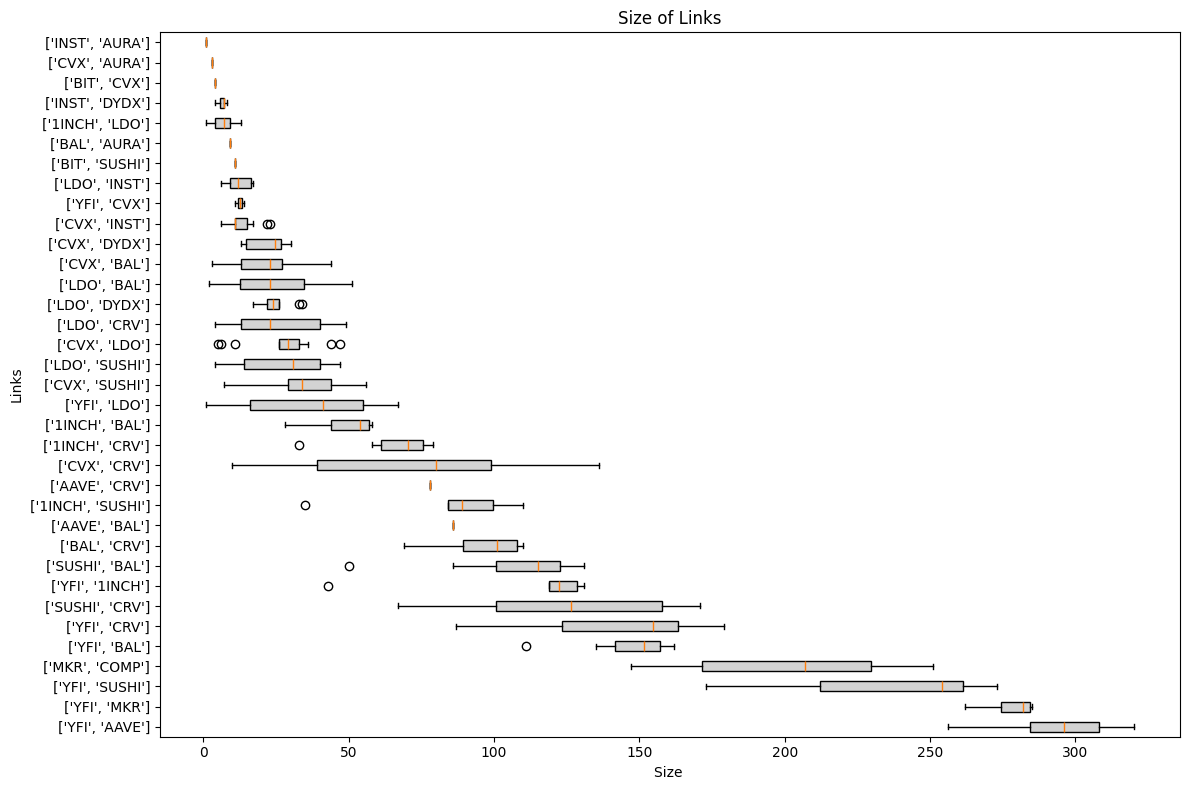 Size of Links
['INST', 'AURA']
['CVX', 'AURA']
['BIT', 'CVX']
['INST', 'DYDX']
['1INCH', 'LDO']
['BAL', 'AURA']
['BIT', 'SUSHI']
['LDO', 'INST']
['YFI', 'CVX']
['CVX', 'INST']
['CVX', 'DYDX']
['CVX', 'BAL']
['LDO', 'BAL']
['LDO', 'DYDX']
['LDO', 'CRV']
['CVX', 'LDO']
['LDO', 'SUSHI']
['CVX', 'SUSHI']
['YFI', 'LDO']
['1INCH', 'BAL']
['1INCH', 'CRV']
['CVX', 'CRV']
['AAVE', 'CRV']
['1INCH', 'SUSHI']
['AAVE', 'BAL']
['BAL', 'CRV']
['SUSHI', 'BAL']
['YFI', '1INCH']
['SUSHI', 'CRV']
['YFI', 'CRV']
['YFI', 'BAL']
['MKR', 'COMP']
['YFI', 'SUSHI']
['YFI', 'MKR']
['YFI', 'AAVE']
Links
0 50 100 150 200 250 300
Size